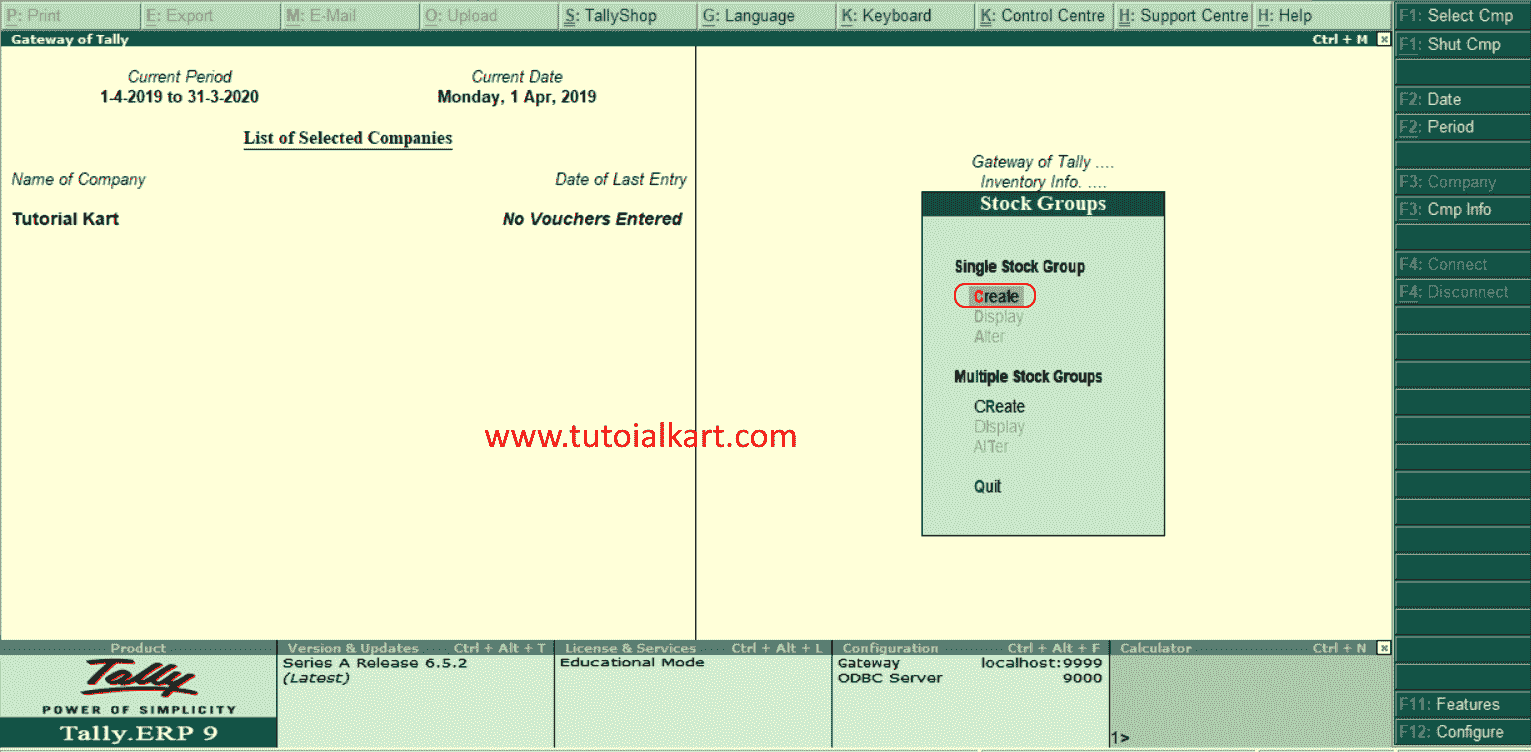 P: Print E: Export M: E-Mail O: Upload S: TallyShop G: Language K: Keyboard K: Control Centre H: Support Centre H: Help
Gateway of Tally Ctrl + M
Current Period Current Date
1-4-2019 to 31-3-2020 Monday, 1 Apr, 2019
List of Selected Companies
Name of Company Date of Last Entry
Tutorial Kart No Vouchers Entered
Gateway of Tally ....
Inventory Info. ....
Stock Groups
Single Stock Group
Create
Display
Alter
Multiple Stock Groups
CReate
DIsplay
AlTer
Quit
www.tutoialkart.com
F1: Select Cmp
F1: Shut Cmp
F2: Date
F2: Period
F3: Company
F3: Cmp Info
F4: Connect
F4: Disconnect
F11: Features
F12: Configure
Product
Tally
POWER OF SIMPLICITY
Tally.ERP 9
Version & Updates Ctrl + Alt + T
Series A Release 6.5.2
(Latest)
License & Services Ctrl + Alt + L
Educational Mode
Configuration Ctrl + Alt + F
Gateway localhost:9999
ODBC Server 9000
Calculator Ctrl + N
1>